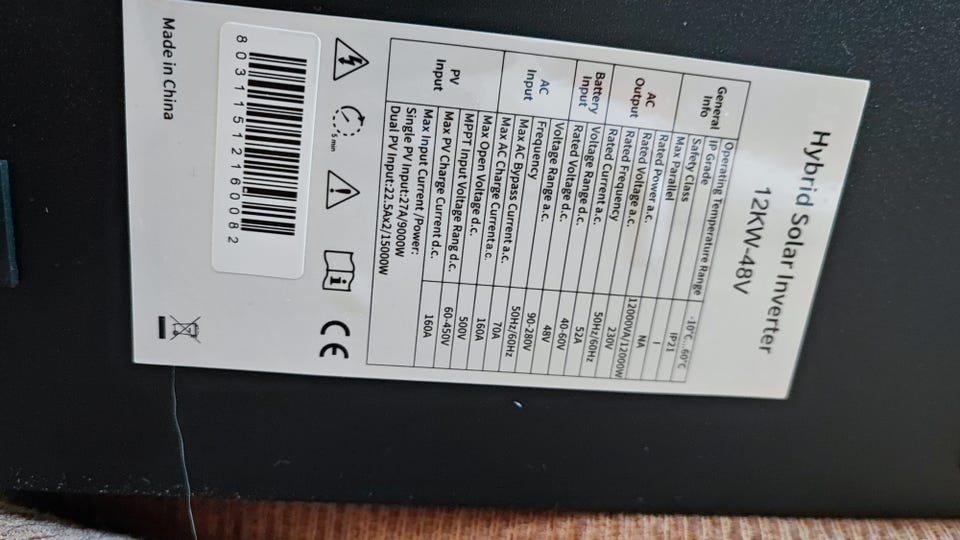 Hybrid Solar Inverter
12KW-48V
General Info
Operating Temperature Range -10°C...60°C
IP Grade IP21
Safety Class I
Max Parallel NA
AC Output
Rated Power a.c. 12000VA/12000W
Rated Voltage a.c. 230V
Rated Frequency 50Hz/60Hz
Rated Current a.c. 52A
Battery Input
Voltage Range d.c. 40-60V
Rated Voltage d.c. 48V
AC Input
Voltage Range a.c. 90-280V
Frequency 50Hz/60Hz
Max AC Bypass Current a.c. 70A
Max AC Charge Currenta.c. 160A
PV Input
Max Open Voltage d.c. 500V
MPPT Input Voltage Rang d.c. 60-450V
Max PV Charge Current d.c. 160A
Max Input Current /Power:
Single PV Input:27A/9000W
Dual PV Input:22.5Ax2/15000W
5 min
CE
80311512160082
Made in China